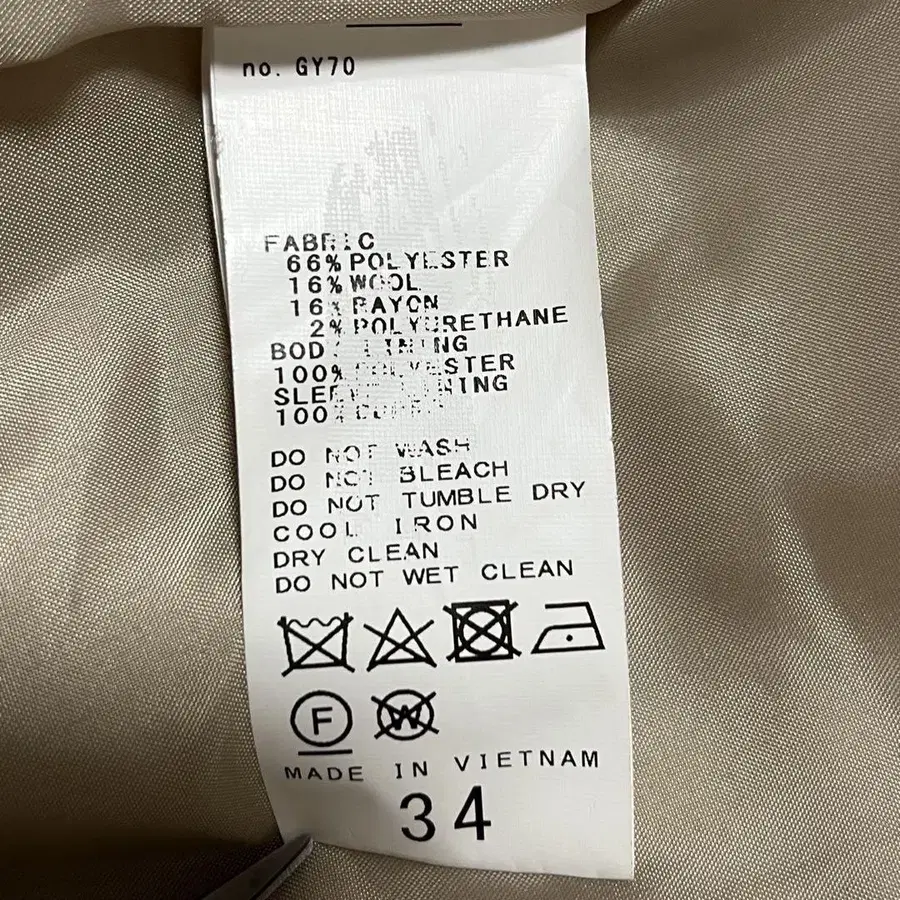 no. GY70
FABRIC
66% POLYESTER
16% WOOL
16% RAYON
2% POLYURETHANE
BODY LINING
100% POLYESTER
SLEEVE LINING
100%
DO NOT WASH
DO NOT BLEACH
DO NOT TUMBLE DRY
COOL IRON
DRY CLEAN
DO NOT WET CLEAN
F W
MADE IN VIETNAM
34